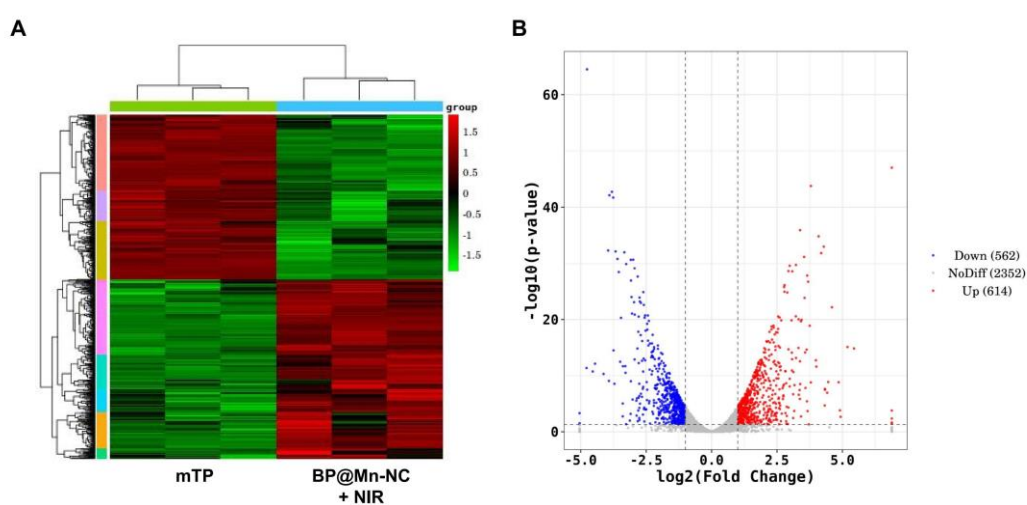 A
B
group
1.5
1
0.5
0
-0.5
-1
-1.5
mTP
BP@Mn-NC
+ NIR
-log10(p-value)
60
40
20
0
-5.0
-2.5
0.0
2.5
5.0
log2(Fold Change)
Down (562)
NoDiff (2352)
Up (614)